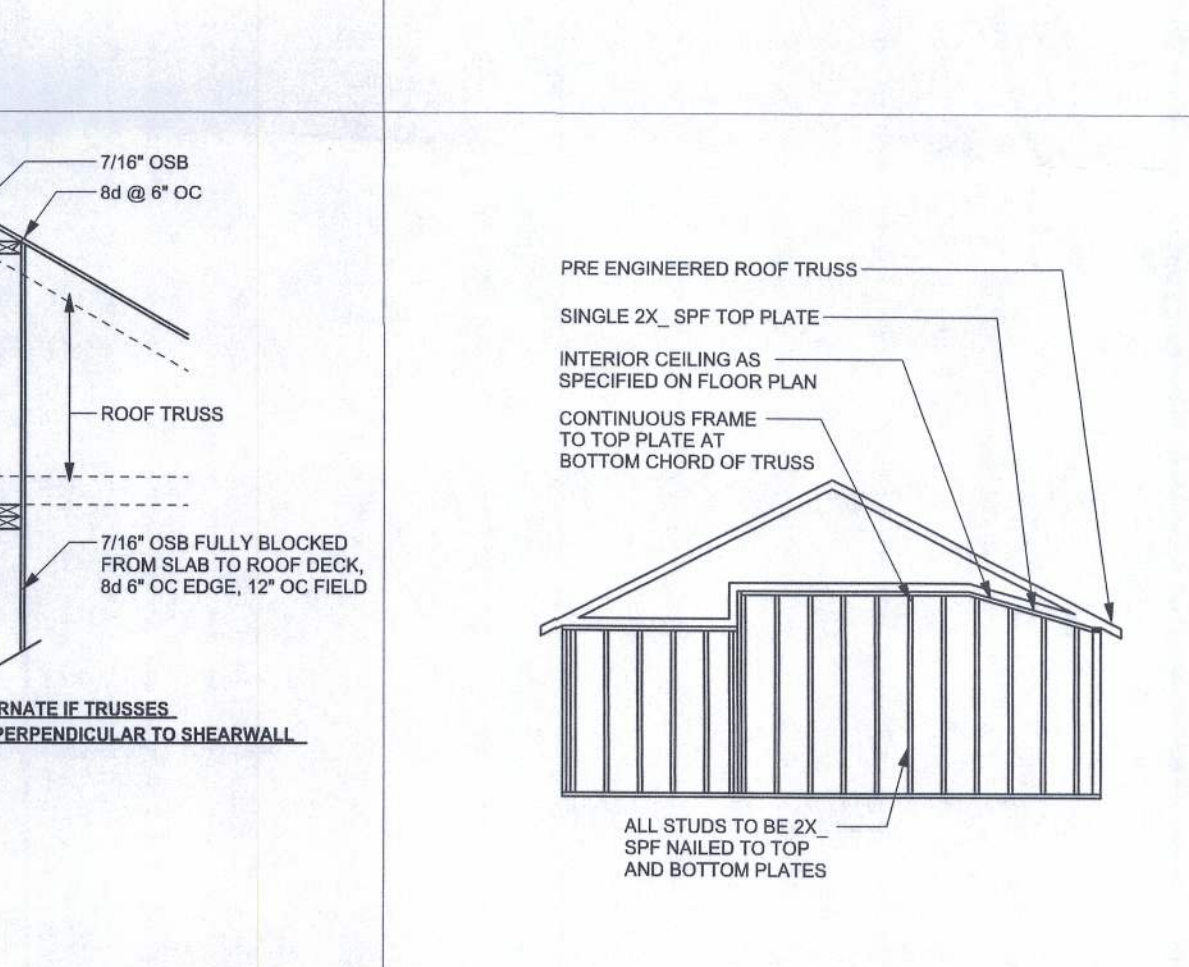 7/16" OSB
8d @ 6" OC
ROOF TRUSS
7/16" OSB FULLY BLOCKED
FROM SLAB TO ROOF DECK,
8d 6" OC EDGE, 12" OC FIELD
RNATE IF TRUSSES
PERPENDICULAR TO SHEARWALL
PRE ENGINEERED ROOF TRUSS
SINGLE 2X_ SPF TOP PLATE
INTERIOR CEILING AS
SPECIFIED ON FLOOR PLAN
CONTINUOUS FRAME
TO TOP PLATE AT
BOTTOM CHORD OF TRUSS
ALL STUDS TO BE 2X_
SPF NAILED TO TOP
AND BOTTOM PLATES